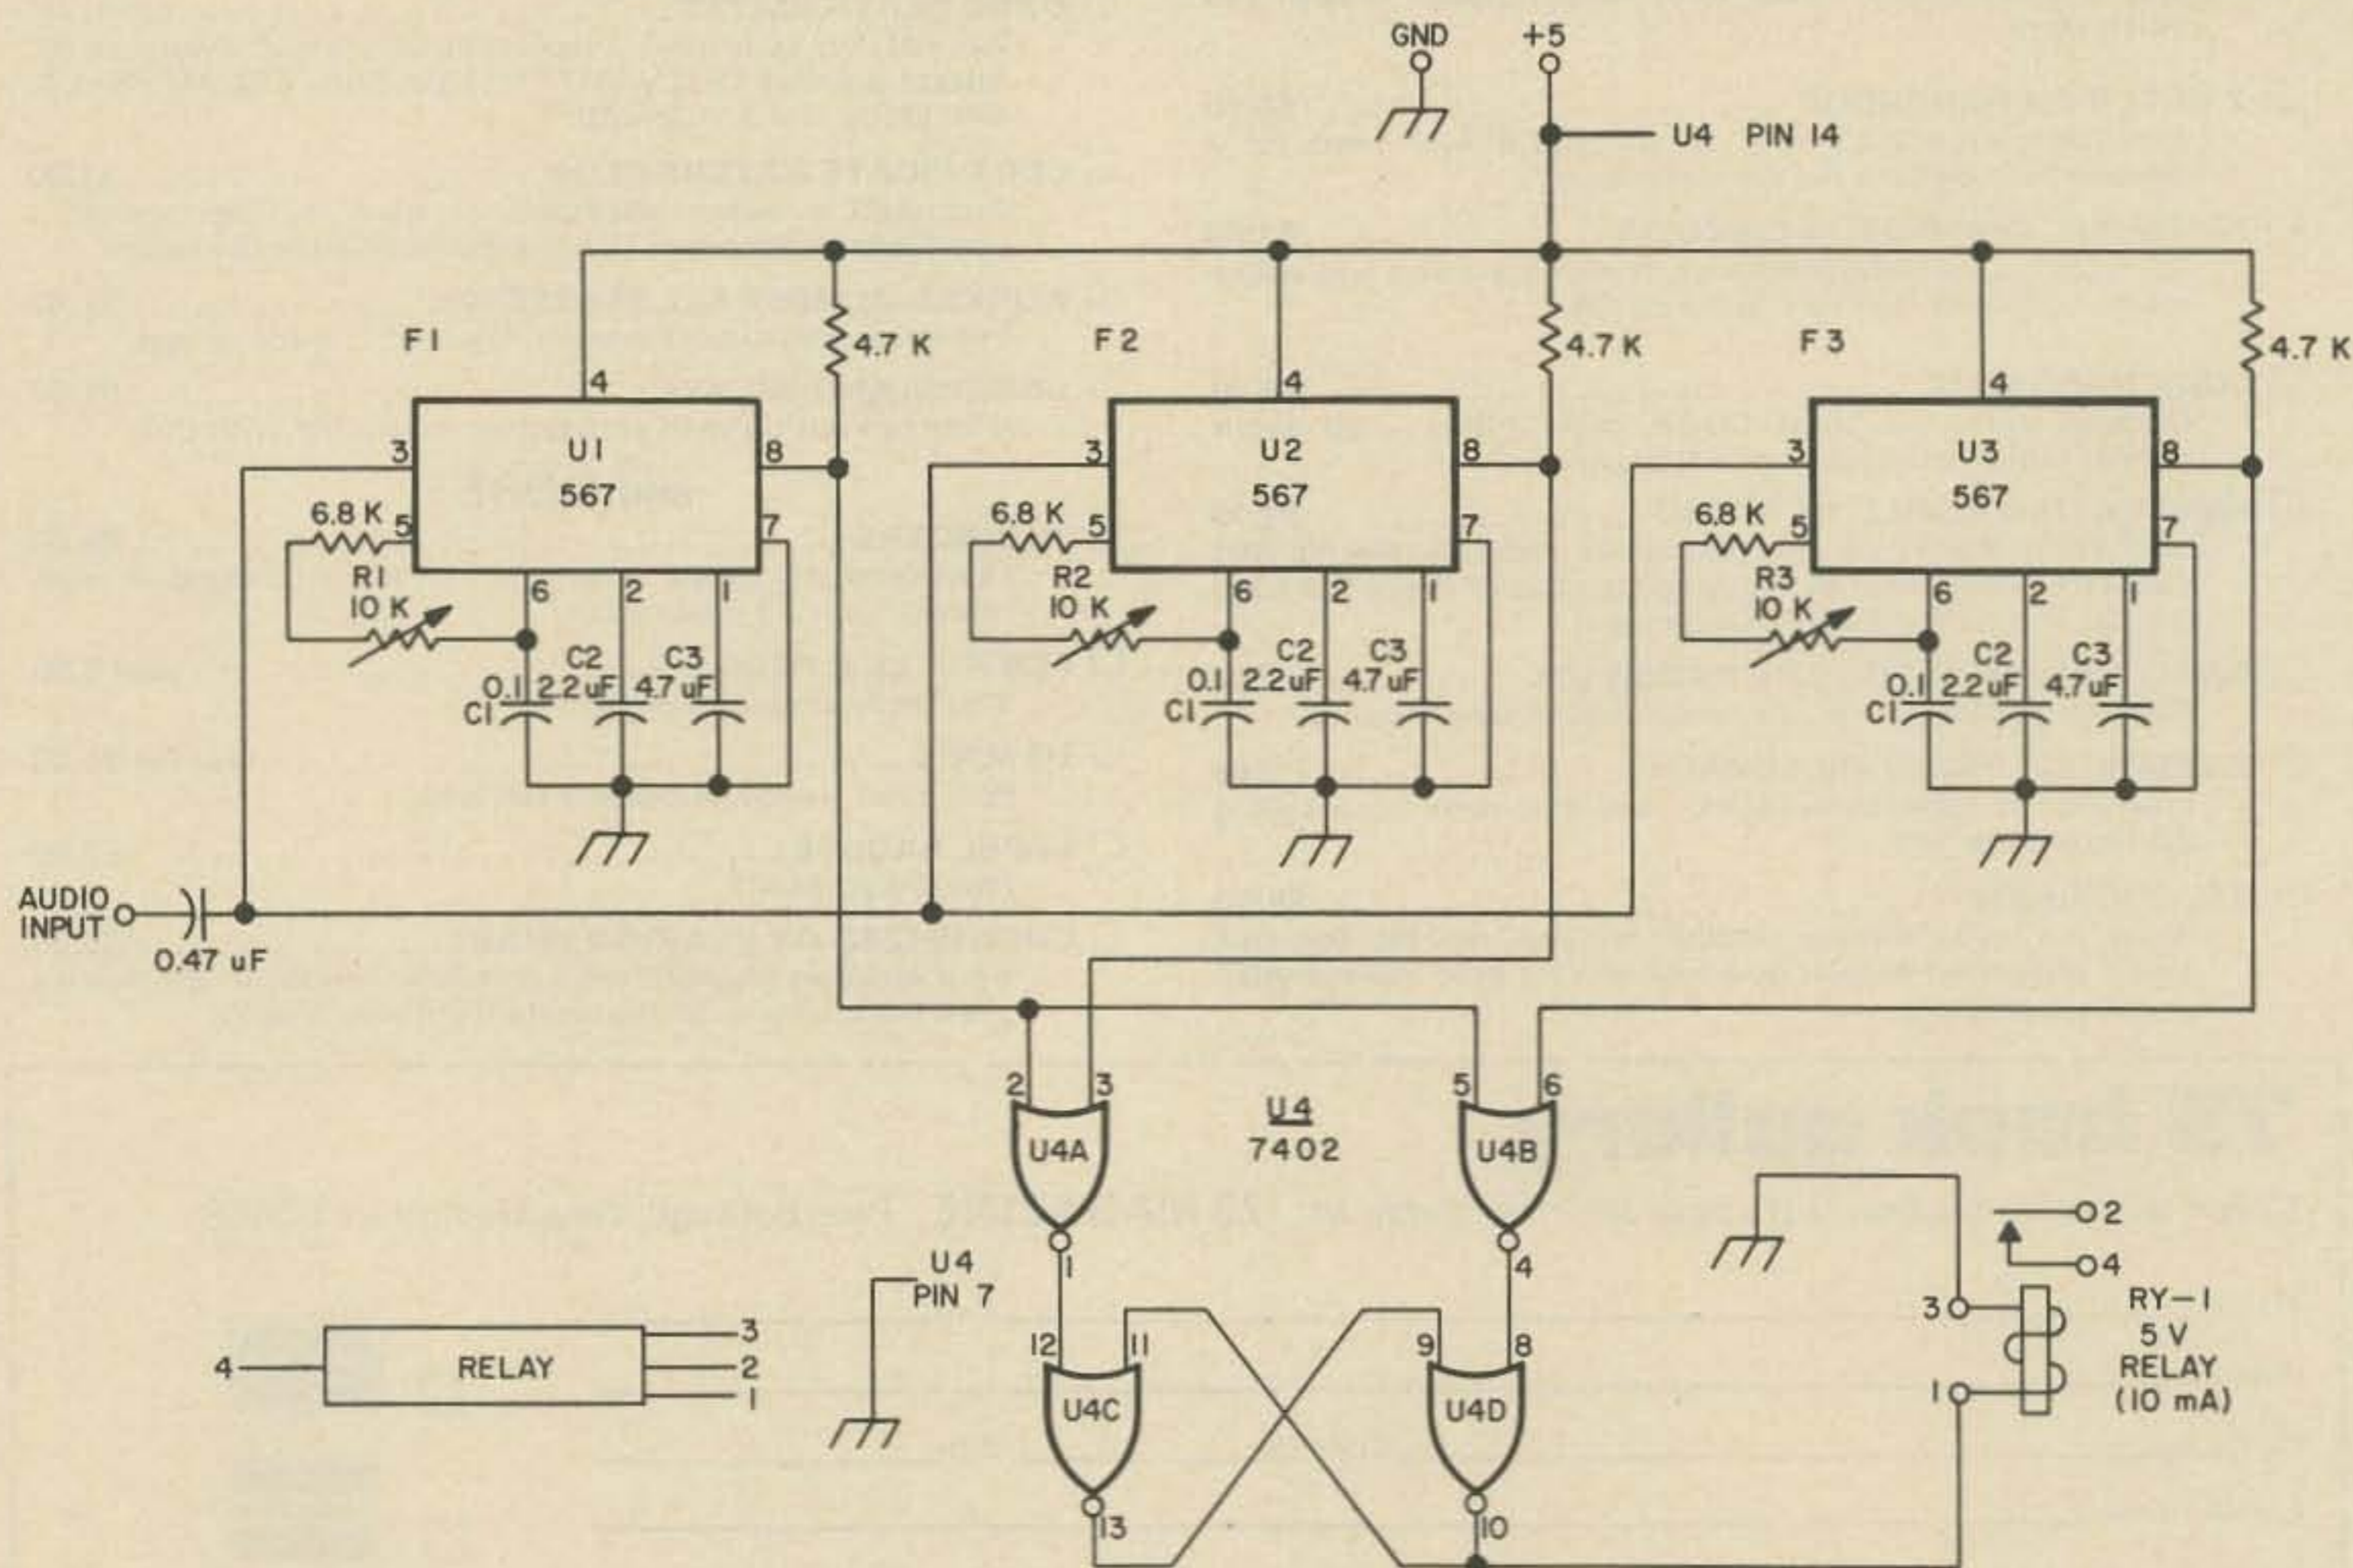 GND
+5
U4 PIN 14
F1
4.7 K
F2
4.7 K
F3
4.7 K
4
4
4
3
U1
567
8
3
U2
567
8
3
U3
567
8
6.8 K
5
7
6.8 K
5
7
6.8 K
5
7
R1
10 K
6
2
1
R2
10 K
6
2
1
R3
10 K
6
2
1
C2
C3
0.1
2.2 uF
4.7 uF
C1
C2
C3
0.1
2.2 uF
4.7 uF
C1
C2
C3
0.1
2.2 uF
4.7 uF
C1
AUDIO
INPUT
0.47 uF
2
3
U4
7402
5
6
U4A
U4B
1
4
U4
PIN 7
2
4
3
RY-1
5 V
RELAY
(10 mA)
1
4
RELAY
3
2
1
12
11
9
8
U4C
U4D
13
10